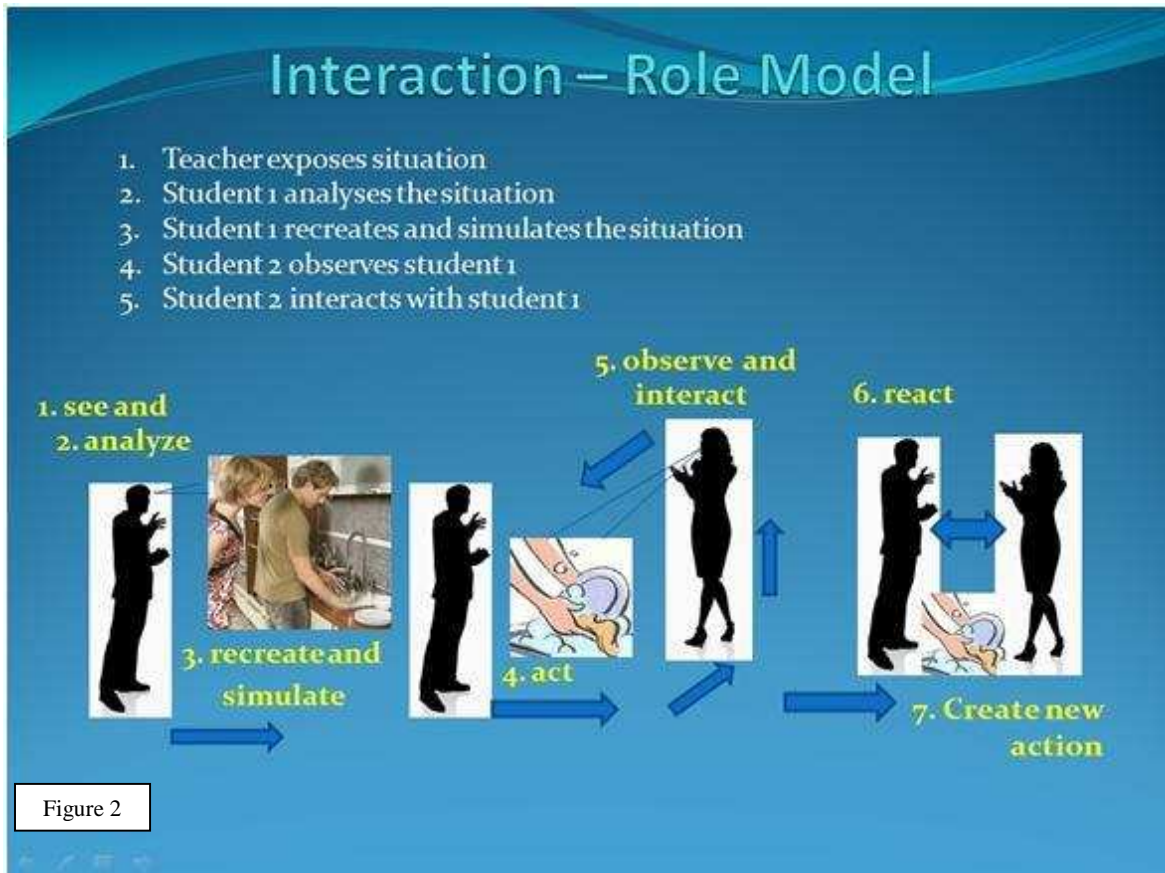 Interaction – Role Model
1. Teacher exposes situation
2. Student 1 analyses the situation
3. Student 1 recreates and simulates the situation
4. Student 2 observes student 1
5. Student 2 interacts with student 1
1. see and
2. analyze
3. recreate and
simulate
4. act
5. observe and
interact
6. react
7. Create new
action
Figure 2